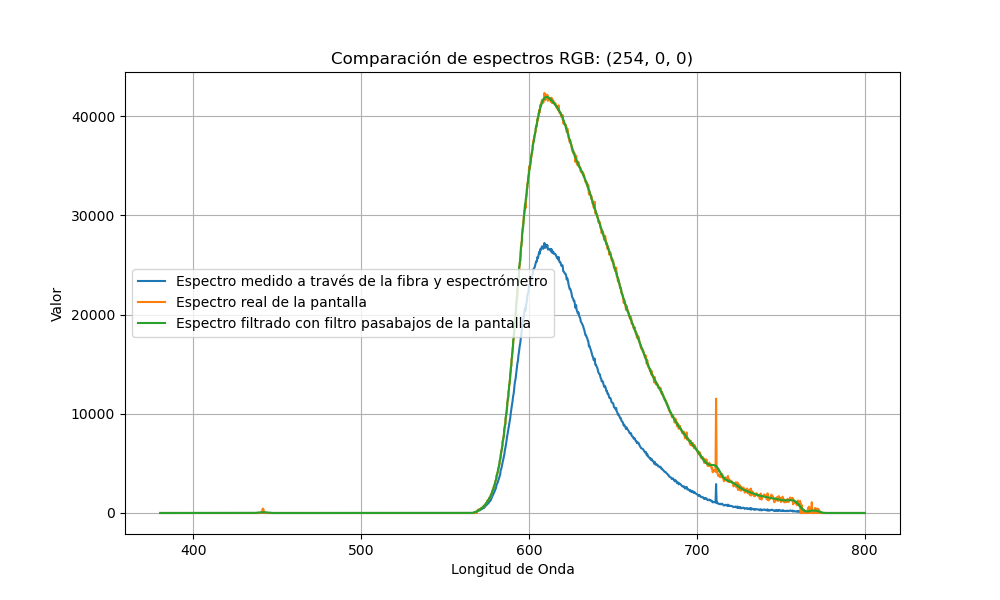 Comparación de espectros RGB: (254, 0, 0)
40000
30000
20000
10000
0
Valor
Espectro medido a través de la fibra y espectrómetro
Espectro real de la pantalla
Espectro filtrado con filtro pasabajos de la pantalla
400 500 600 700 800
Longitud de Onda